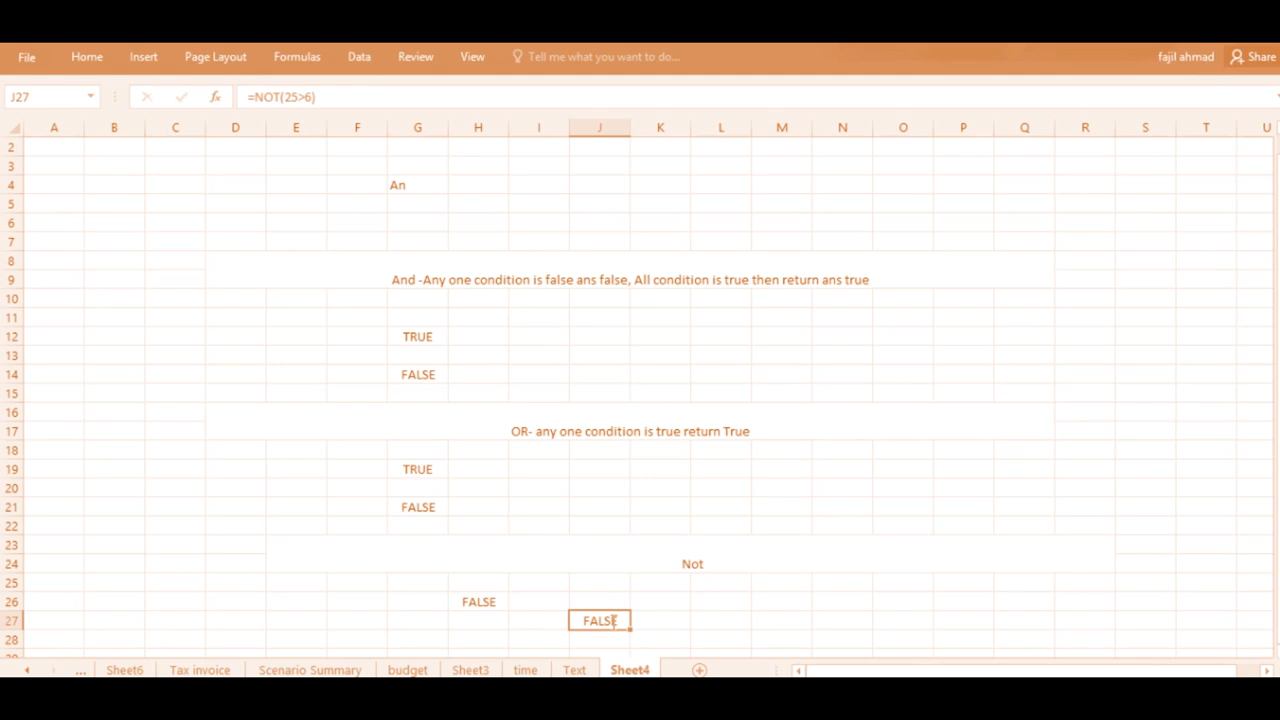 File Home Insert Page Layout Formulas Data Review View Tell me what you want to do... fajil ahmad Share
J27 fx =NOT(25>6)
A B C D E F G H I J K L M N O P Q R S T U
2
3
4 An
5
6
7
8
9 And -Any one condition is false ans false, All condition is true then return ans true
10
11
12 TRUE
13
14 FALSE
15
16
17 OR- any one condition is true return True
18
19 TRUE
20
21 FALSE
22
23
24 Not
25
26 FALSE
27 FALSE
28
... Sheet6 Tax invoice Scenario Summary budget Sheet3 time Text Sheet4